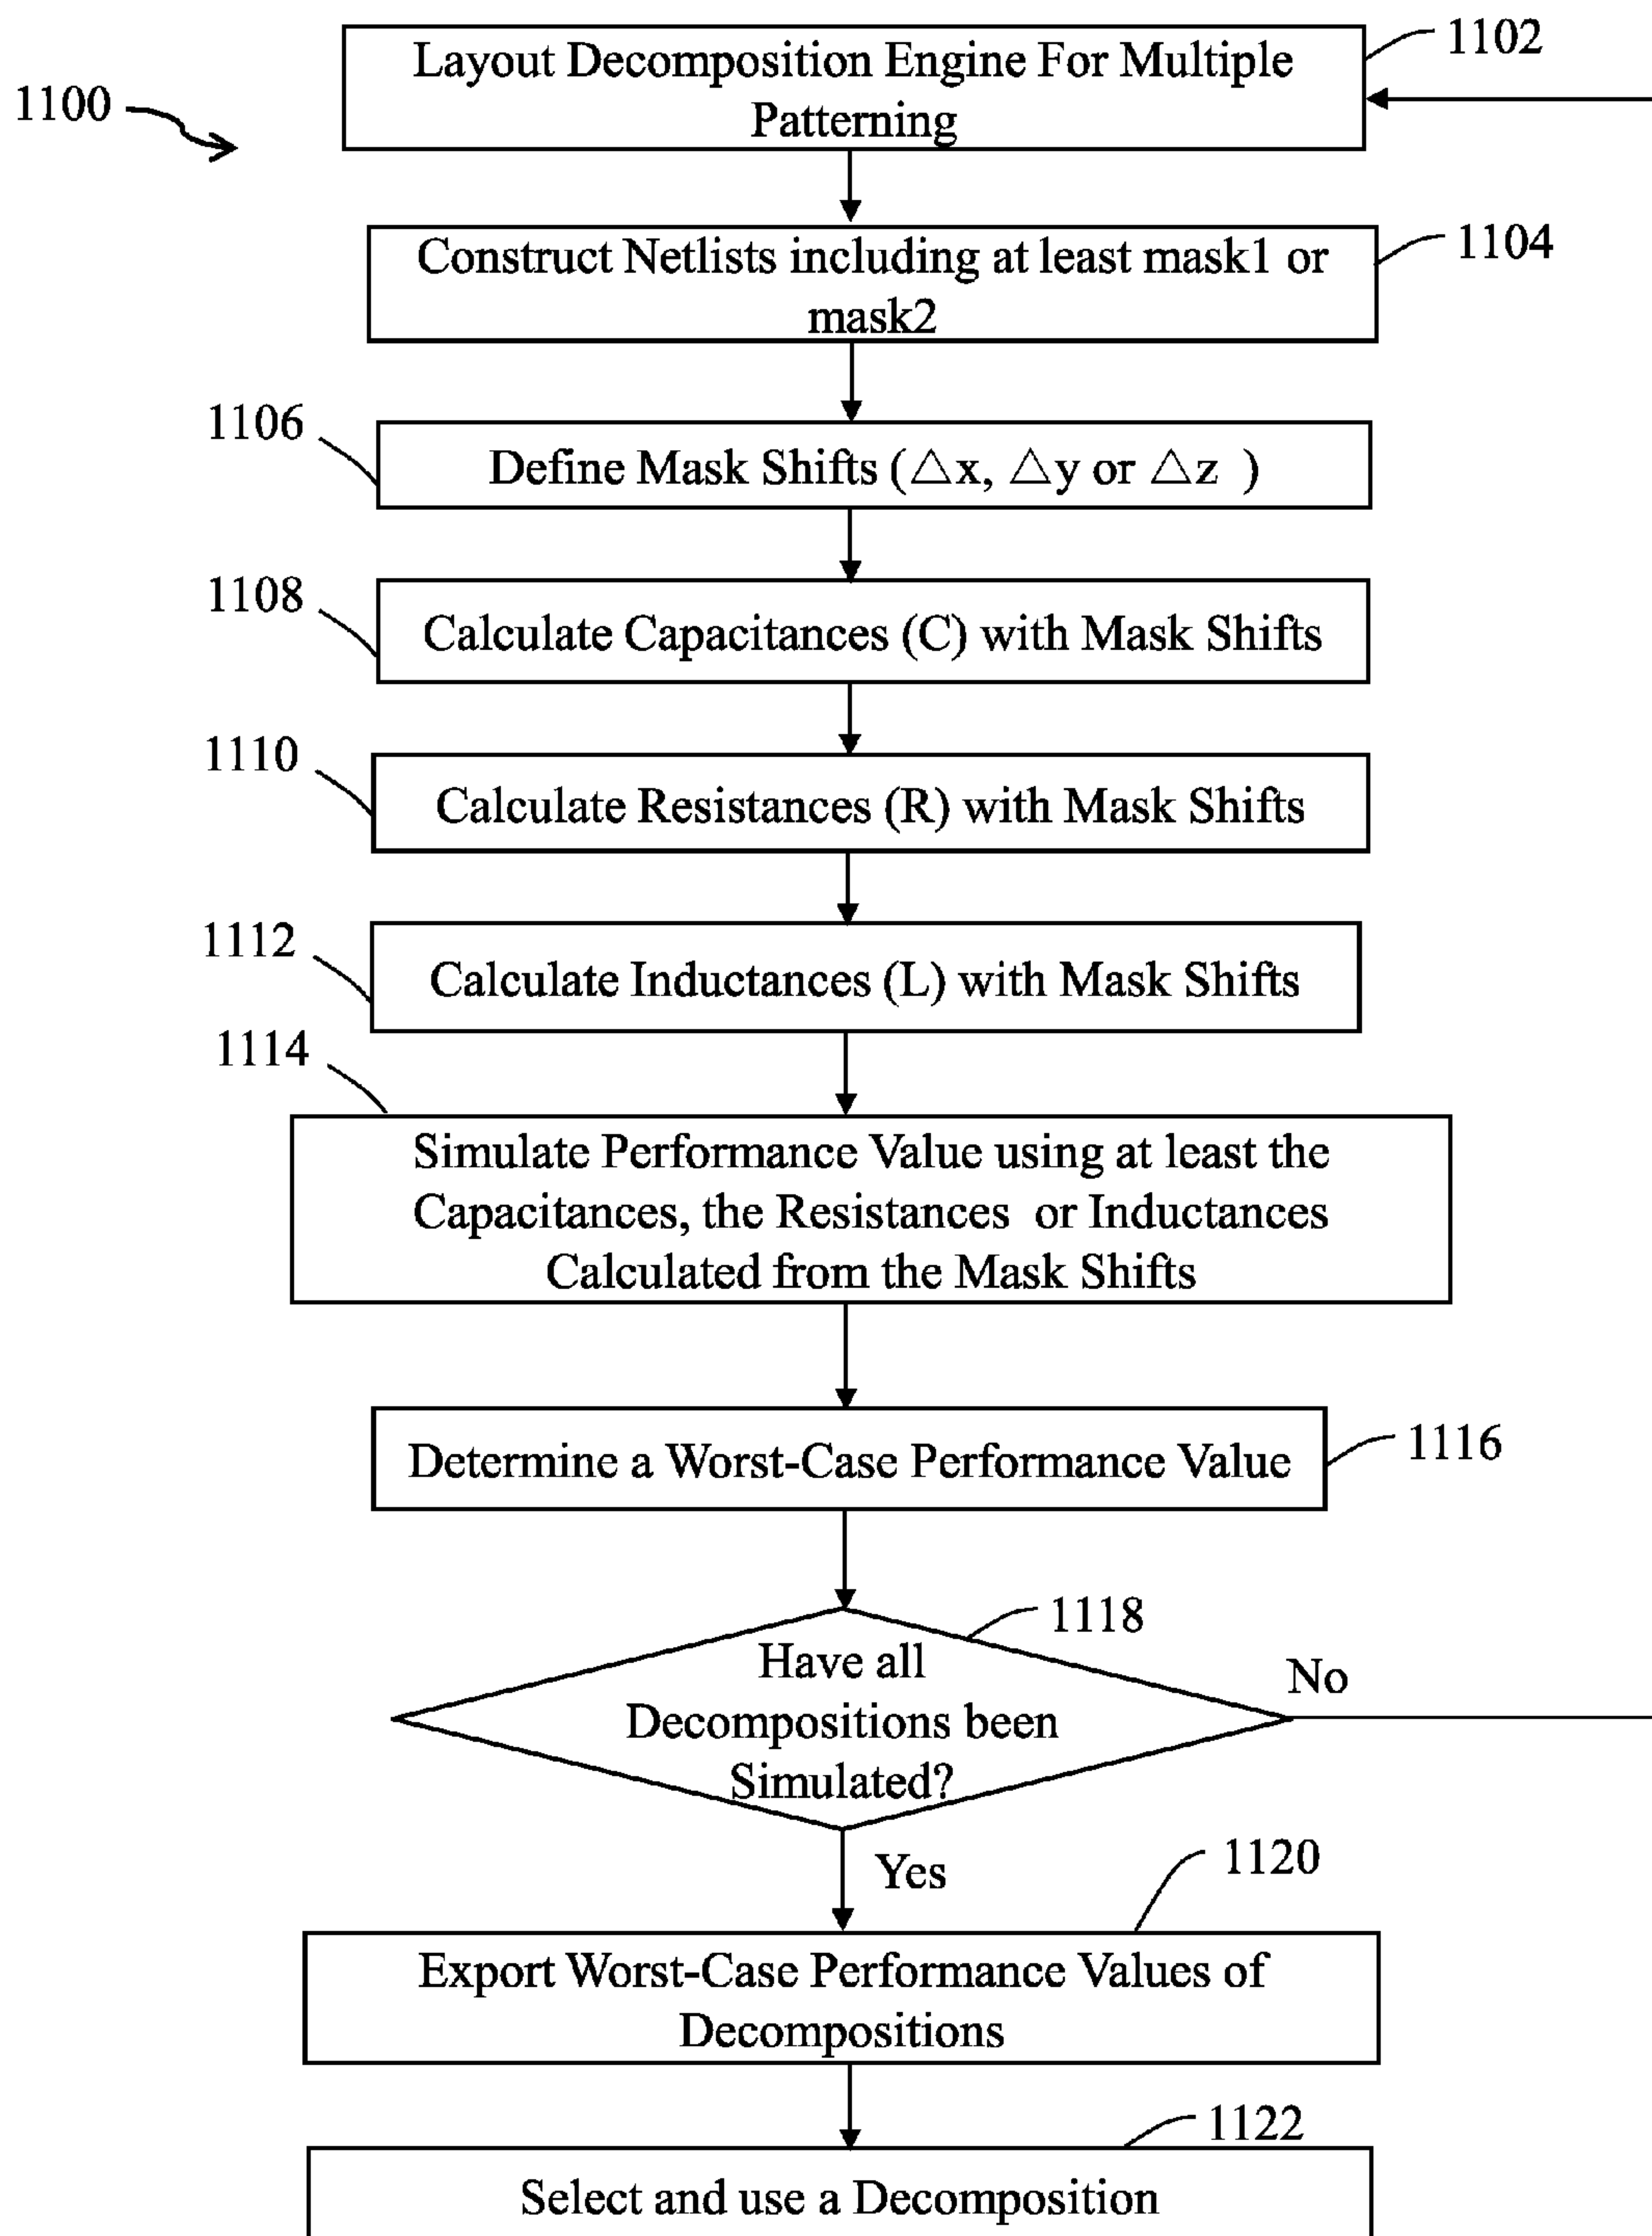 1102
Layout Decomposition Engine For Multiple
Patterning
1100
1104
Construct Netlists including at least mask1 or
mask2
1106
Define Mask Shifts (△x, △y or △z )
1108
Calculate Capacitances (C) with Mask Shifts
1110
Calculate Resistances (R) with Mask Shifts
1112
Calculate Inductances (L) with Mask Shifts
1114
Simulate Performance Value using at least the
Capacitances, the Resistances or Inductances
Calculated from the Mask Shifts
Determine a Worst-Case Performance Value
1116
1118
Have all
Decompositions been
Simulated?
No
Yes
1120
Export Worst-Case Performance Values of
Decompositions
1122
Select and use a Decomposition